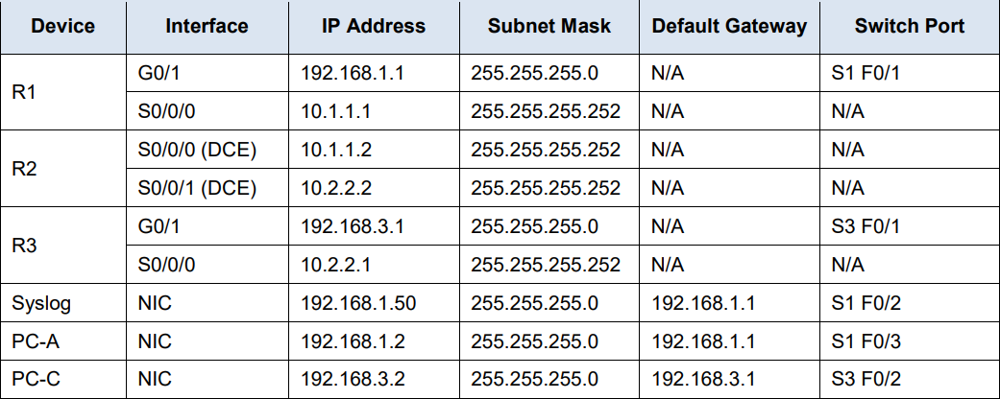 Device Interface IP Address Subnet Mask Default Gateway Switch Port
R1 G0/1 192.168.1.1 255.255.255.0 N/A S1 F0/1
S0/0/0 10.1.1.1 255.255.255.252 N/A N/A
R2 S0/0/0 (DCE) 10.1.1.2 255.255.255.252 N/A N/A
S0/0/1 (DCE) 10.2.2.2 255.255.255.252 N/A N/A
R3 G0/1 192.168.3.1 255.255.255.0 N/A S3 F0/1
S0/0/0 10.2.2.1 255.255.255.252 N/A N/A
Syslog NIC 192.168.1.50 255.255.255.0 192.168.1.1 S1 F0/2
PC-A NIC 192.168.1.2 255.255.255.0 192.168.1.1 S1 F0/3
PC-C NIC 192.168.3.2 255.255.255.0 192.168.3.1 S3 F0/2